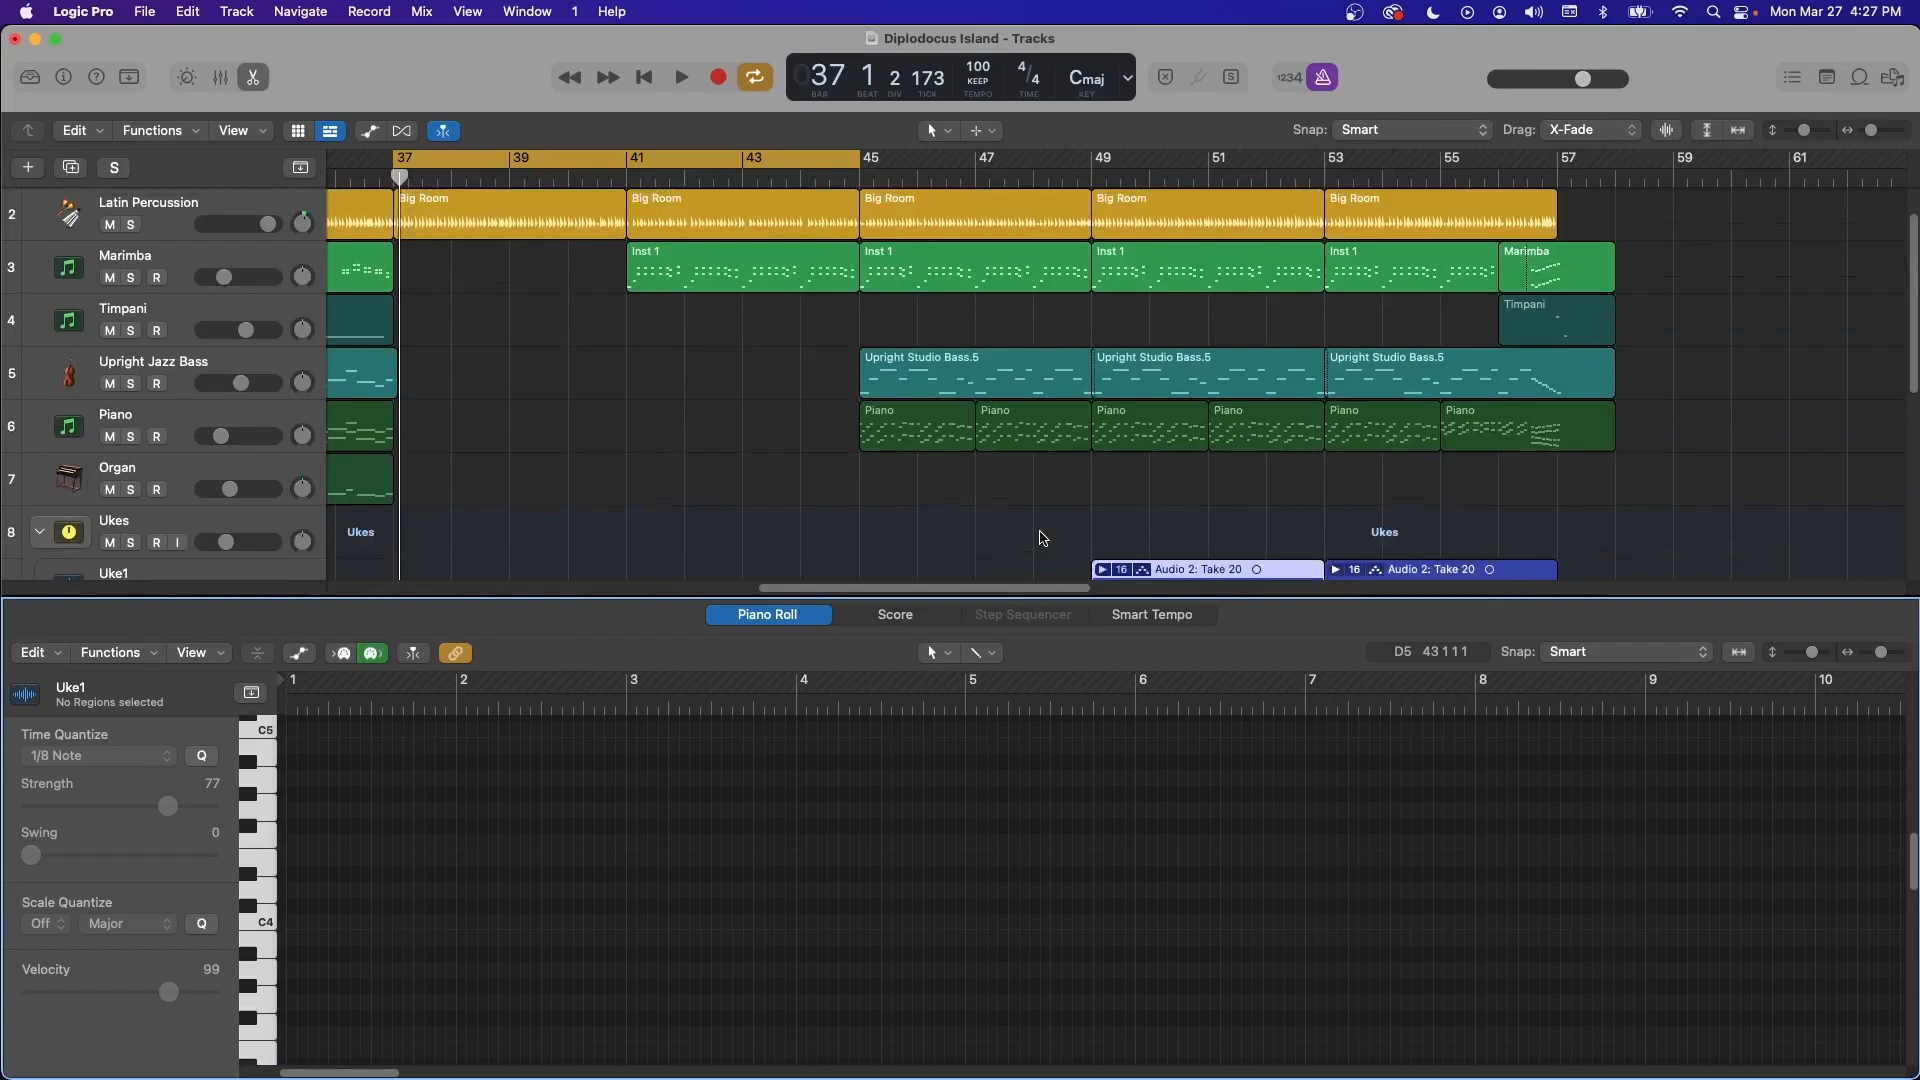 Logic Pro File Edit Track Navigate Record Mix View Window 1 Help Mon Mar 27 4:27 PM
Diplodocus Island - Tracks
37 1 2 173 100 KEEP 4/4 Cmaj 1234
BAR BEAT DIV TICK TEMPO TIME KEY
S
Edit Functions View Snap: Smart Drag: X-Fade
S 37 39 41 43 45 47 49 51 53 55 57 59 61
2 Latin Percussion Big Room Big Room Big Room Big Room Big Room
M S
3 Marimba Inst 1 Inst 1 Inst 1 Inst 1 Marimba
M S R
4 Timpani Timpani
M S R
5 Upright Jazz Bass Upright Studio Bass.5 Upright Studio Bass.5 Upright Studio Bass.5
M S R
6 Piano Piano Piano Piano Piano Piano Piano
M S R
7 Organ
M S R
8 Ukes Ukes Ukes
M S R I
Uke1 16 Audio 2: Take 20 16 Audio 2: Take 20
Piano Roll Score Step Sequencer Smart Tempo
Edit Functions View D5 43 1 1 1 Snap: Smart
1 2 3 4 5 6 7 8 9 10
Uke1
No Regions selected
C5
Time Quantize
1/8 Note Q
Strength 77
Swing 0
Scale Quantize
Off Major Q C4
Velocity 99